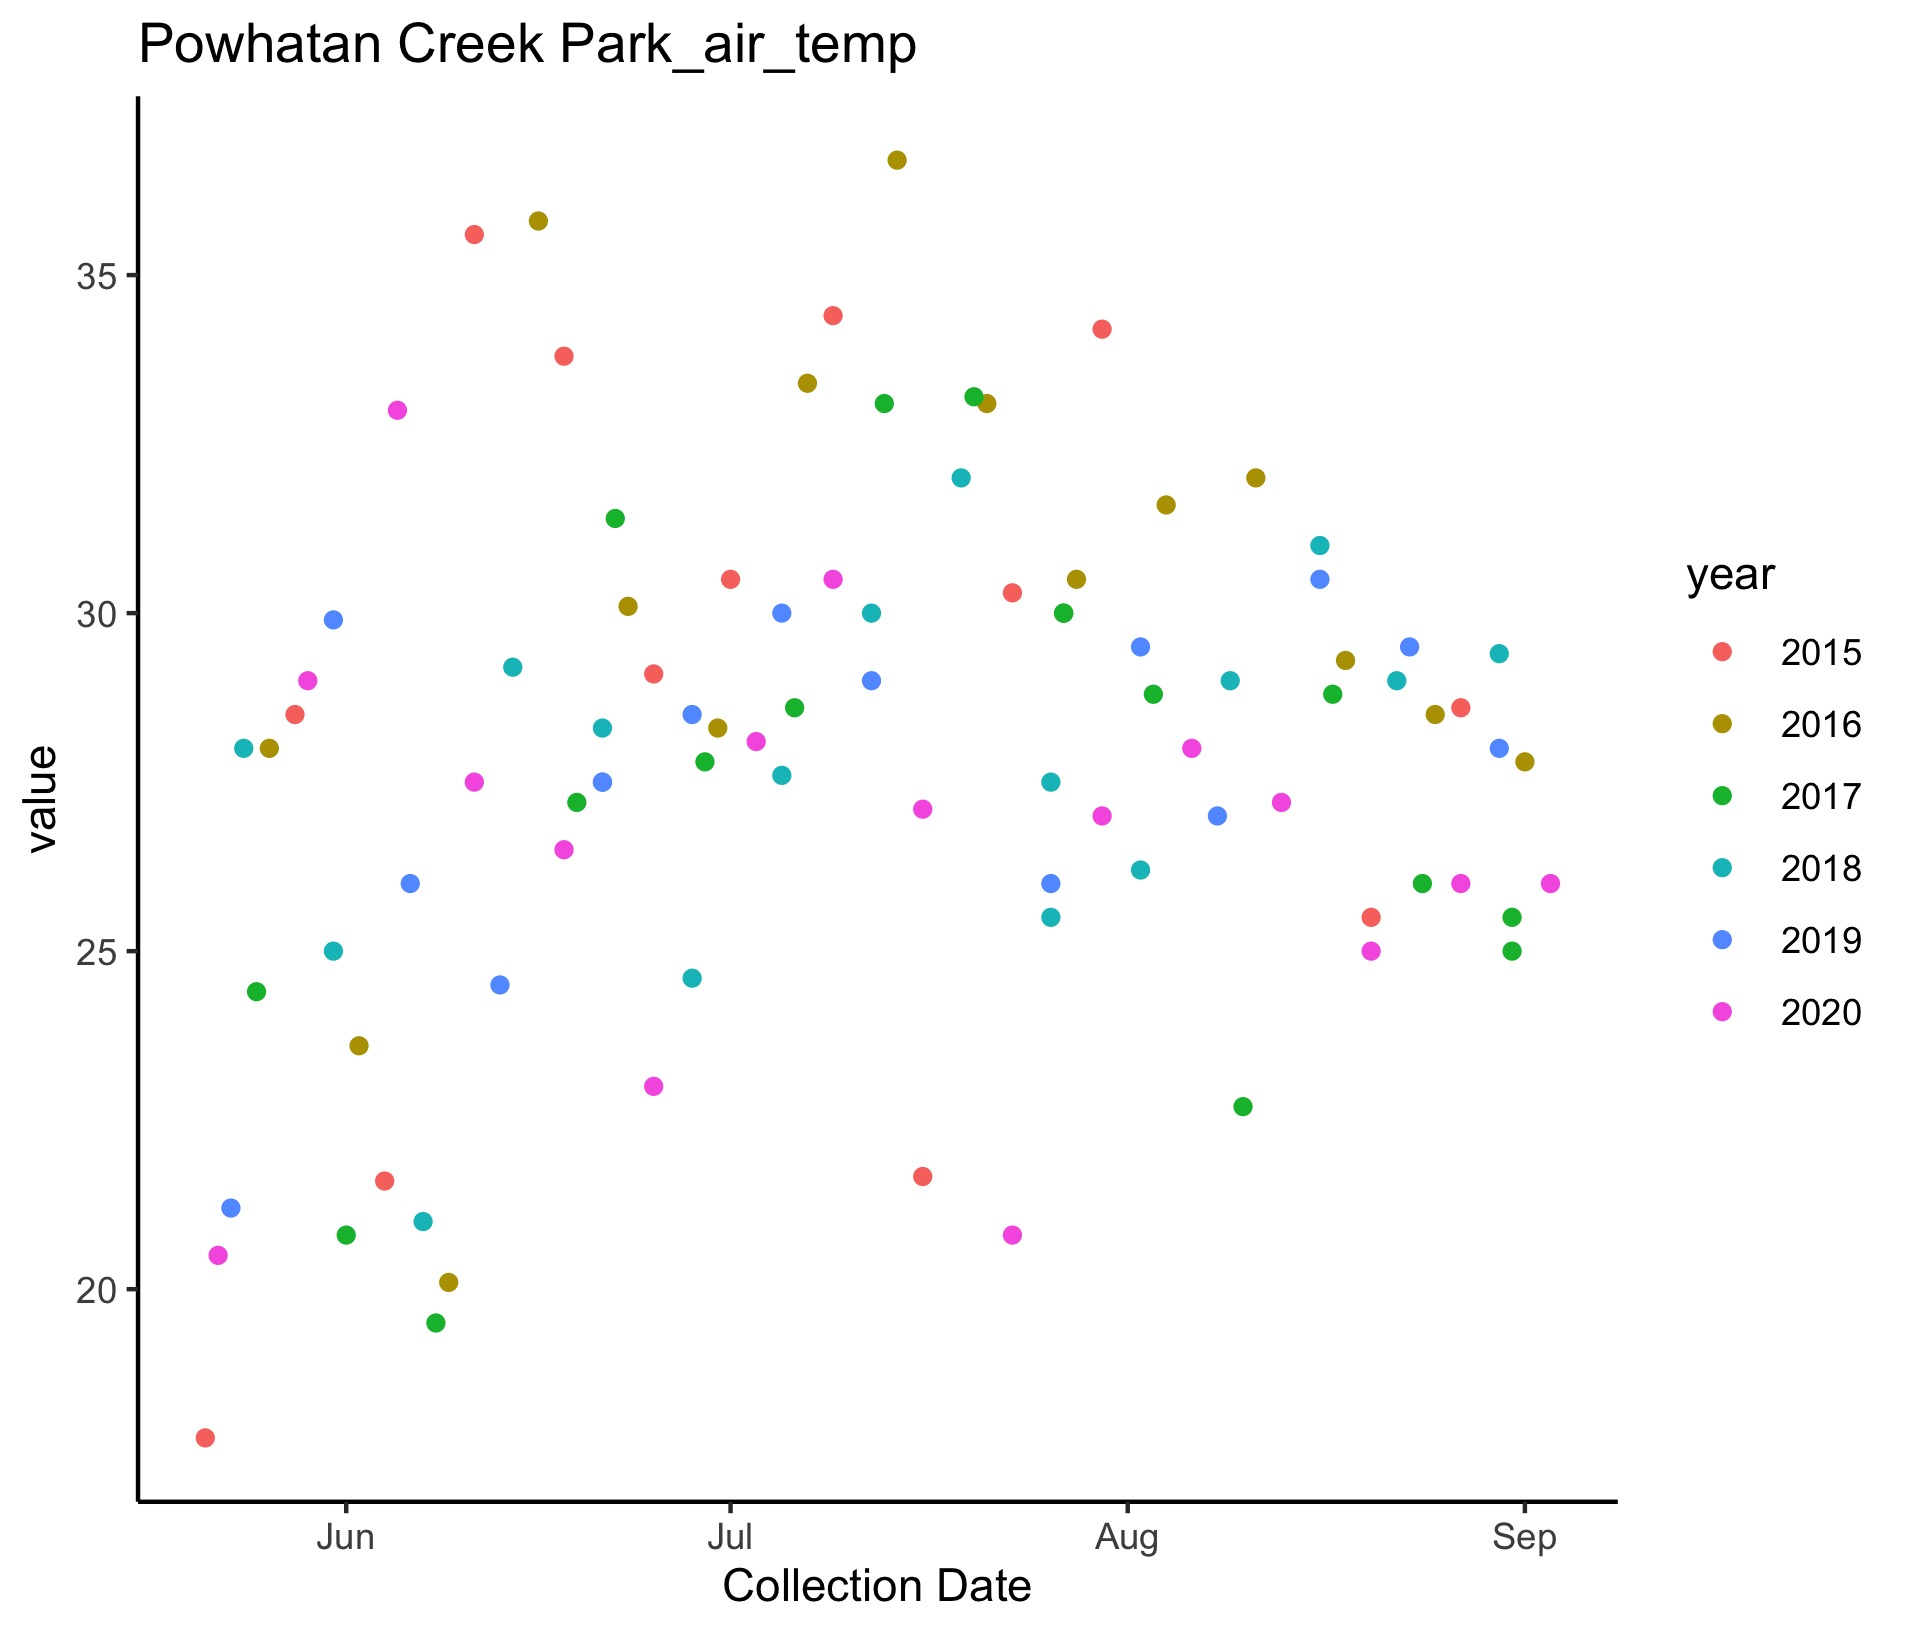 Powhatan Creek Park_air_temp
35
30
25
20
value
Jun Jul Aug Sep
Collection Date
year
2015
2016
2017
2018
2019
2020